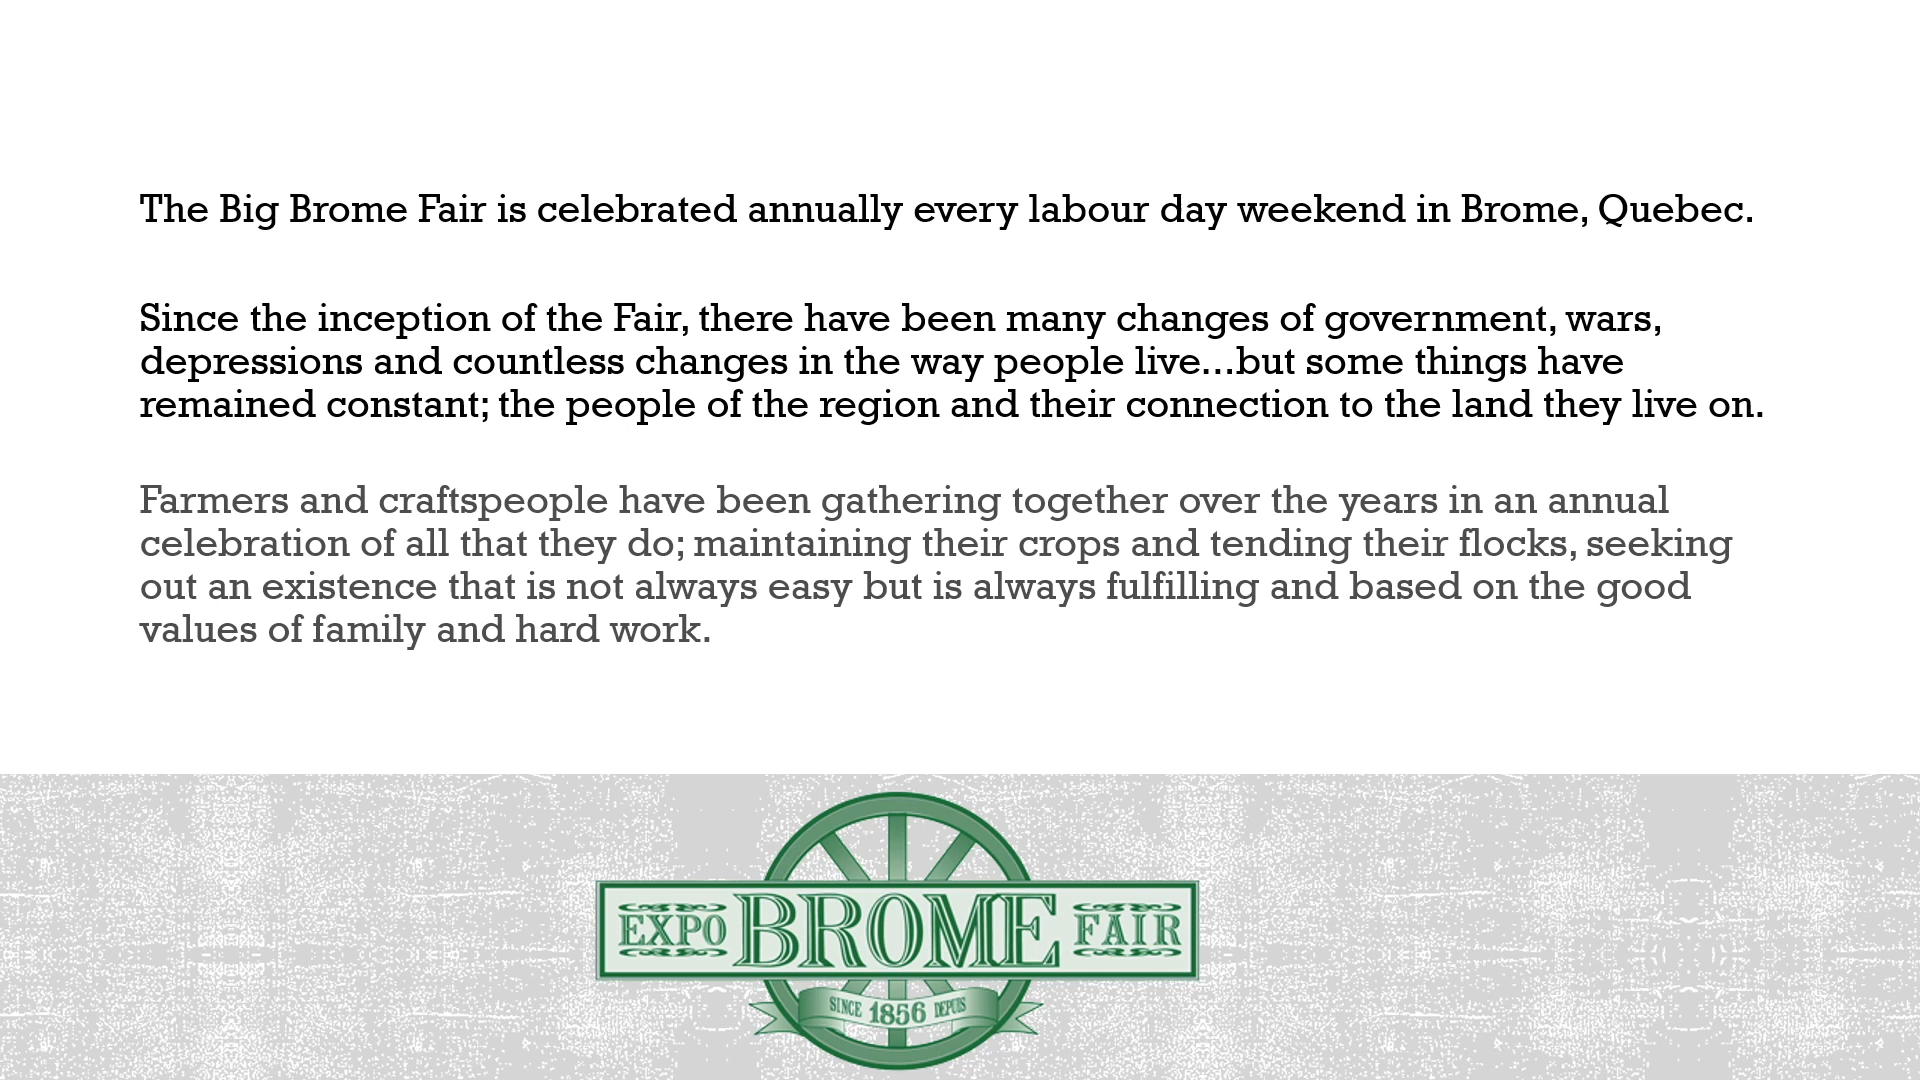 The Big Brome Fair is celebrated annually every labour day weekend in Brome, Quebec.
Since the inception of the Fair, there have been many changes of government, wars,
depressions and countless changes in the way people live...but some things have
remained constant; the people of the region and their connection to the land they live on.
Farmers and craftspeople have been gathering together over the years in an annual
celebration of all that they do; maintaining their crops and tending their flocks, seeking
out an existence that is not always easy but is always fulfilling and based on the good
values of family and hard work.
EXPO BROME FAIR
SINCE 1856 DEPUIS